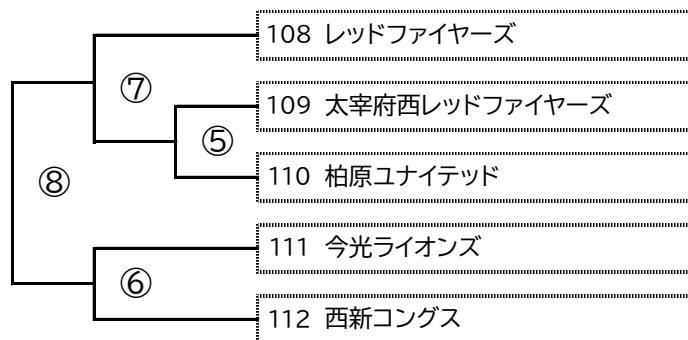 108 レッドファイヤーズ
⑦
109 太宰府西レッドファイヤーズ
⑤
110 柏原ユナイテッド
⑧
111 今光ライオンズ
⑥
112 西新コングス